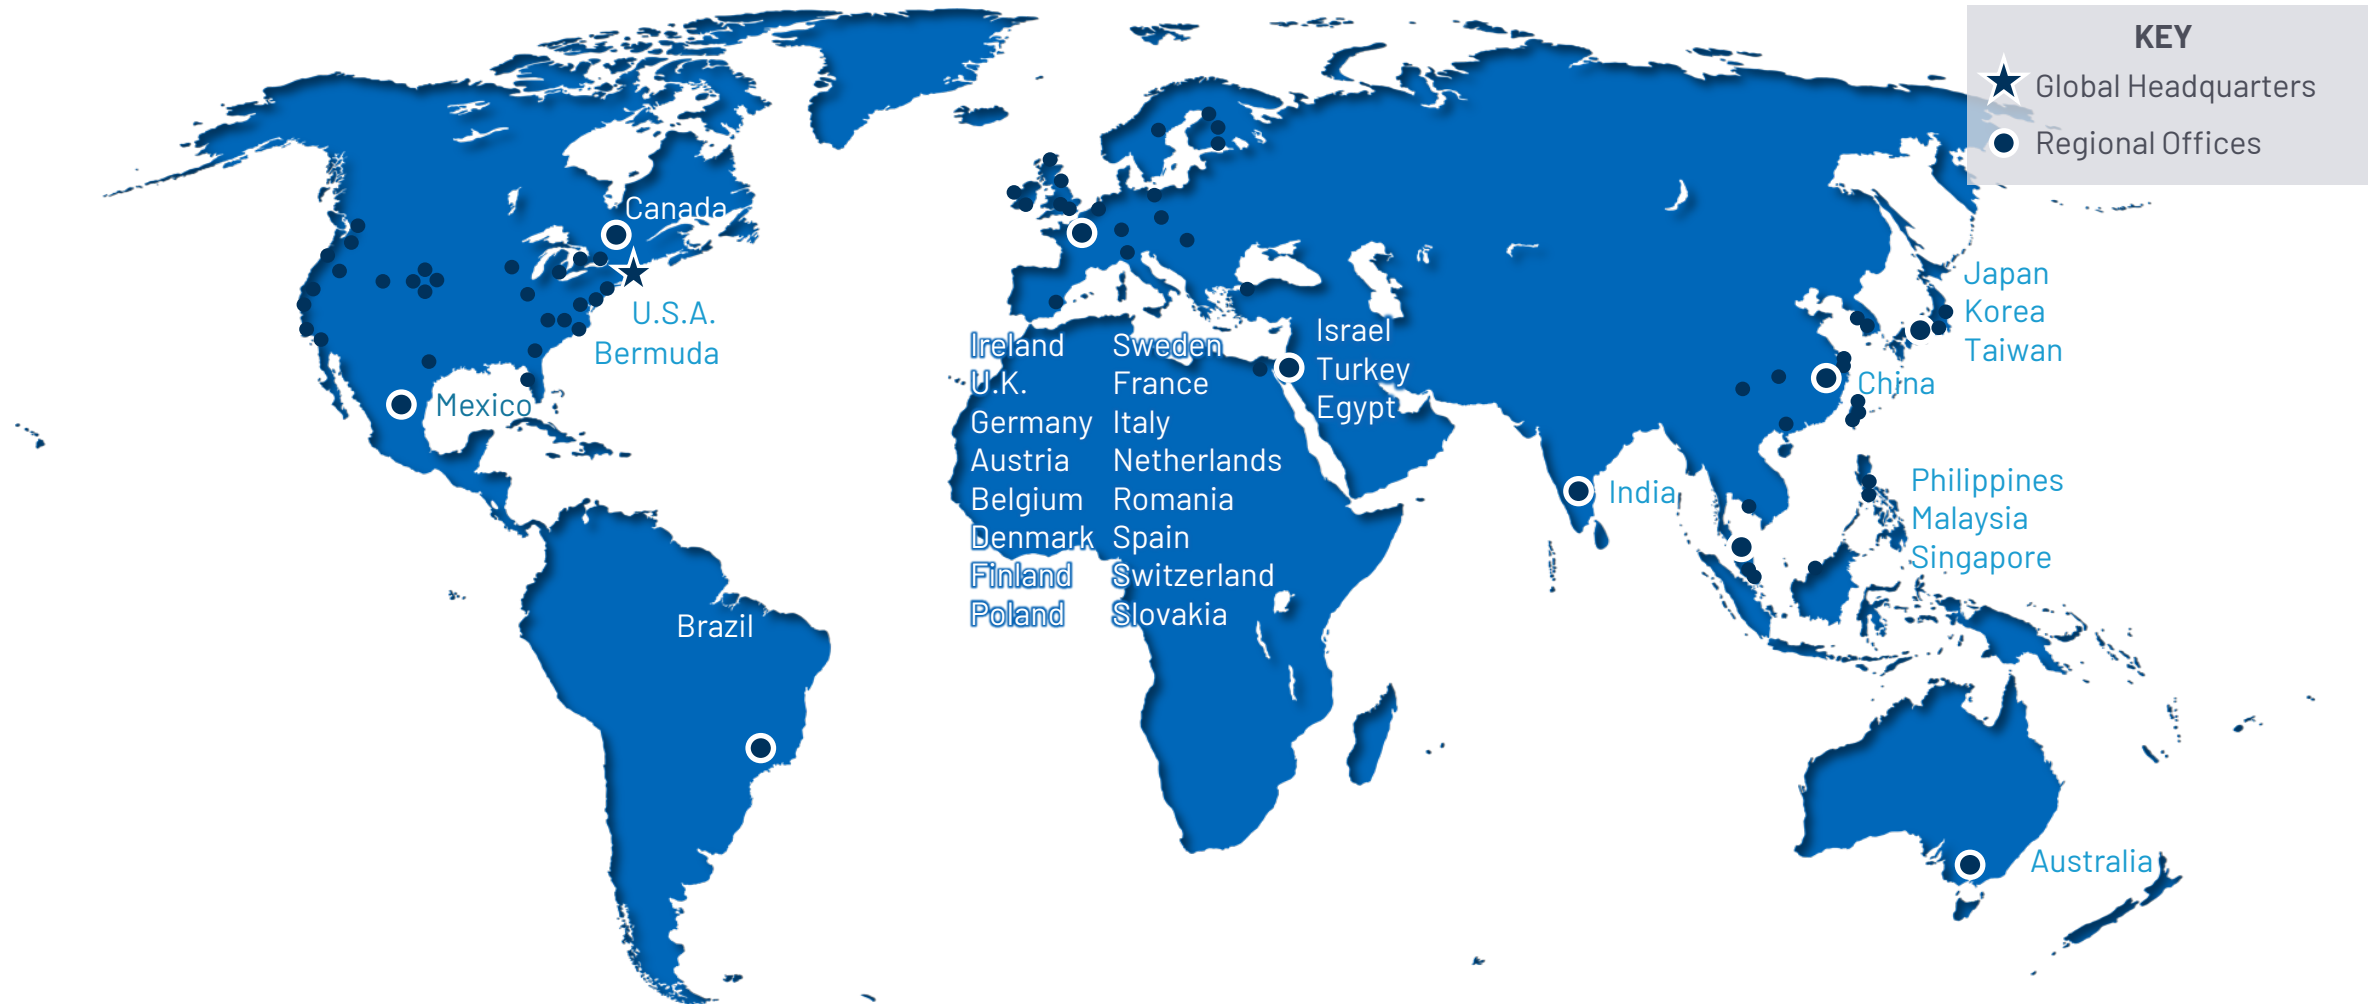 KEY
Global Headquarters
Regional Offices
Canada
U.S.A.
Bermuda
Mexico
Brazil
Ireland
U.K.
Germany
Austria
Belgium
Denmark
Finland
Poland
Sweden
France
Italy
Netherlands
Romania
Spain
Switzerland
Slovakia
Israel
Turkey
Egypt
India
Japan
Korea
Taiwan
China
Philippines
Malaysia
Singapore
Australia